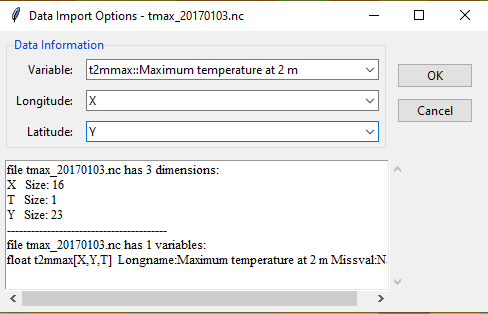 Data Import Options - tmax_20170103.nc
Data Information
Variable: t2mmax::Maximum temperature at 2 m
OK
Longitude: X
Cancel
Latitude: Y
file tmax_20170103.nc has 3 dimensions:
X Size: 16
T Size: 1
Y Size: 23
----------------------------------------
file tmax_20170103.nc has 1 variables:
float t2mmax[X,Y,T] Longname:Maximum temperature at 2 m Missval:N